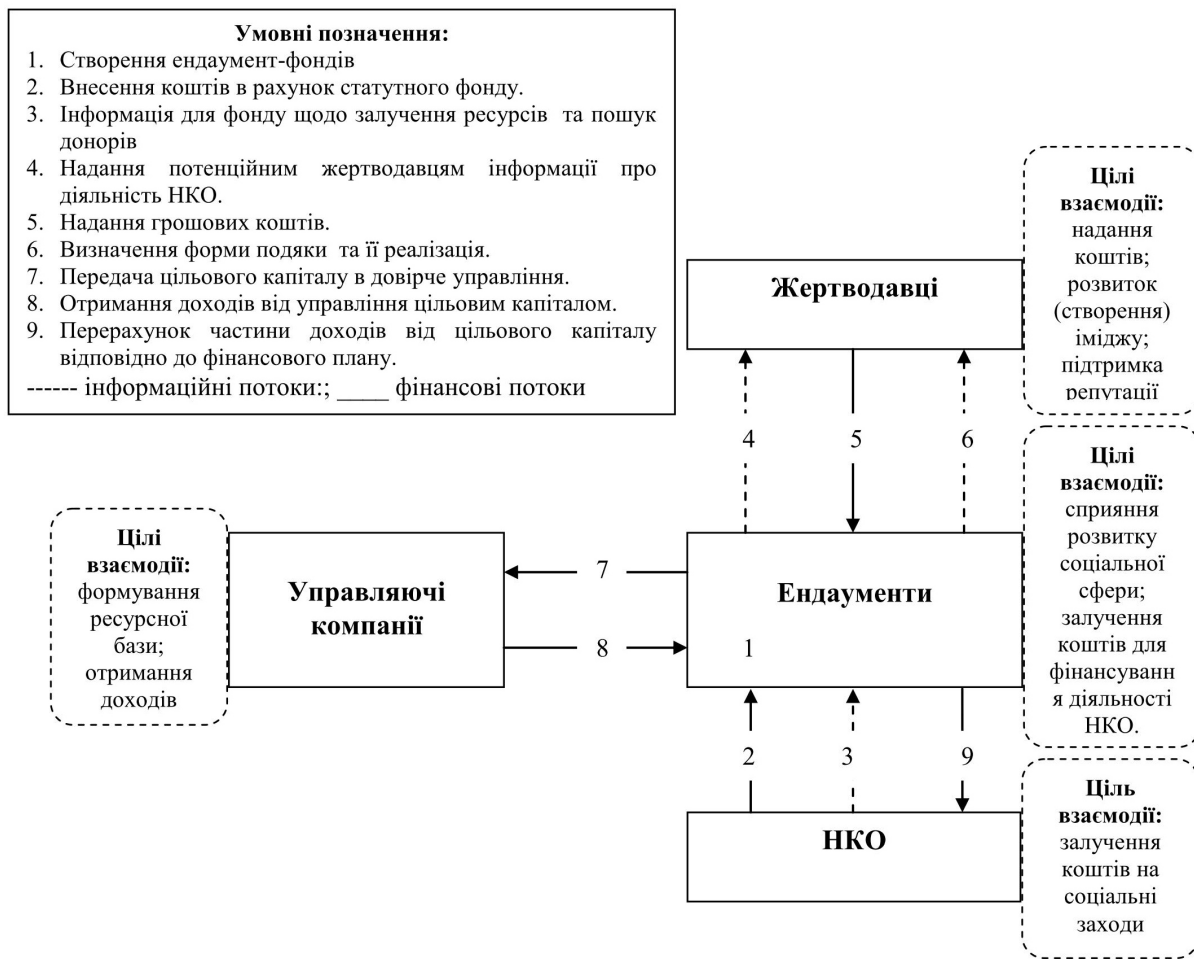 Умовні позначення:
1. Створення ендаумент-фондів
2. Внесення коштів в рахунок статутного фонду.
3. Інформація для фонду щодо залучення ресурсів та пошук
донорів
4. Надання потенційним жертводавцям інформації про
діяльність НКО.
5. Надання грошових коштів.
6. Визначення форми подяки та її реалізація.
7. Передача цільового капіталу в довірче управління.
8. Отримання доходів від управління цільовим капіталом.
9. Перерахунок частини доходів від цільового капіталу
відповідно до фінансового плану.
------ інформаційні потоки:; ____ фінансові потоки
Жертводавці
Цілі
взаємодії:
надання
коштів;
розвиток
(створення)
іміджу;
підтримка
репутації
4
5
6
Цілі
взаємодії:
формування
ресурсної
бази;
отримання
доходів
Управляючі
компанії
7
8
Ендаументи
1
Цілі
взаємодії:
сприяння
розвитку
соціальної
сфери;
залучення
коштів для
фінансуванн
я діяльності
НКО.
2
3
9
НКО
Ціль
взаємодії:
залучення
коштів на
соціальні
заходи